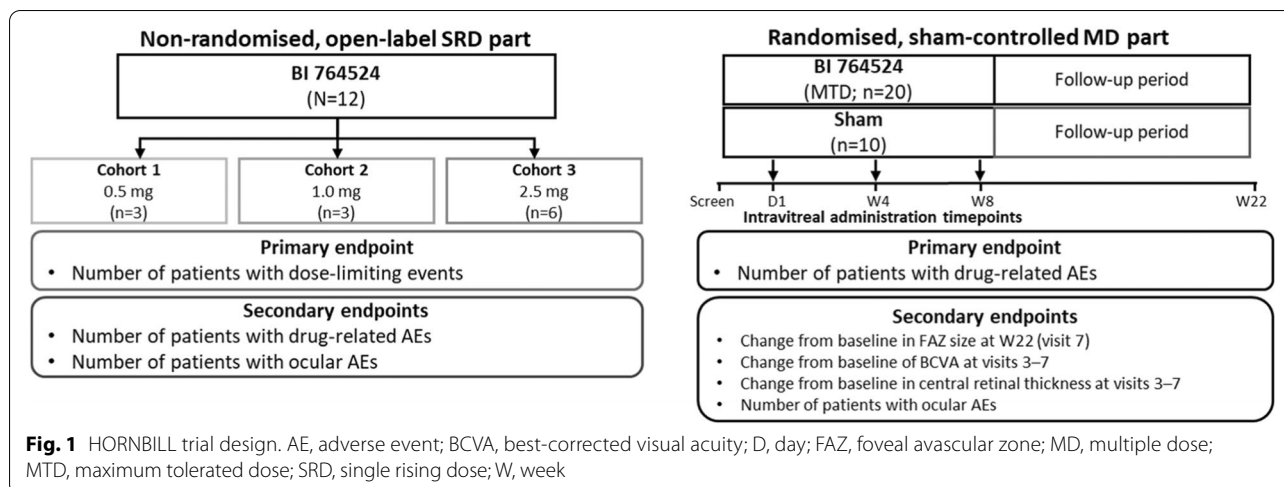 Non-randomised, open-label SRD part
BI 764524
(N=12)
Cohort 1
0.5 mg
(n=3)
Cohort 2
1.0 mg
(n=3)
Cohort 3
2.5 mg
(n=6)
Primary endpoint
• Number of patients with dose-limiting events
Secondary endpoints
• Number of patients with drug-related AEs
• Number of patients with ocular AEs
Randomised, sham-controlled MD part
BI 764524
(MTD; n=20)
Follow-up period
Sham
(n=10)
Follow-up period
Screen D1 W4 W8 W22
Intravitreal administration timepoints
Primary endpoint
• Number of patients with drug-related AEs
Secondary endpoints
• Change from baseline in FAZ size at W22 (visit 7)
• Change from baseline of BCVA at visits 3–7
• Change from baseline in central retinal thickness at visits 3–7
• Number of patients with ocular AEs
Fig. 1 HORNBILL trial design. AE, adverse event; BCVA, best-corrected visual acuity; D, day; FAZ, foveal avascular zone; MD, multiple dose;
MTD, maximum tolerated dose; SRD, single rising dose; W, week